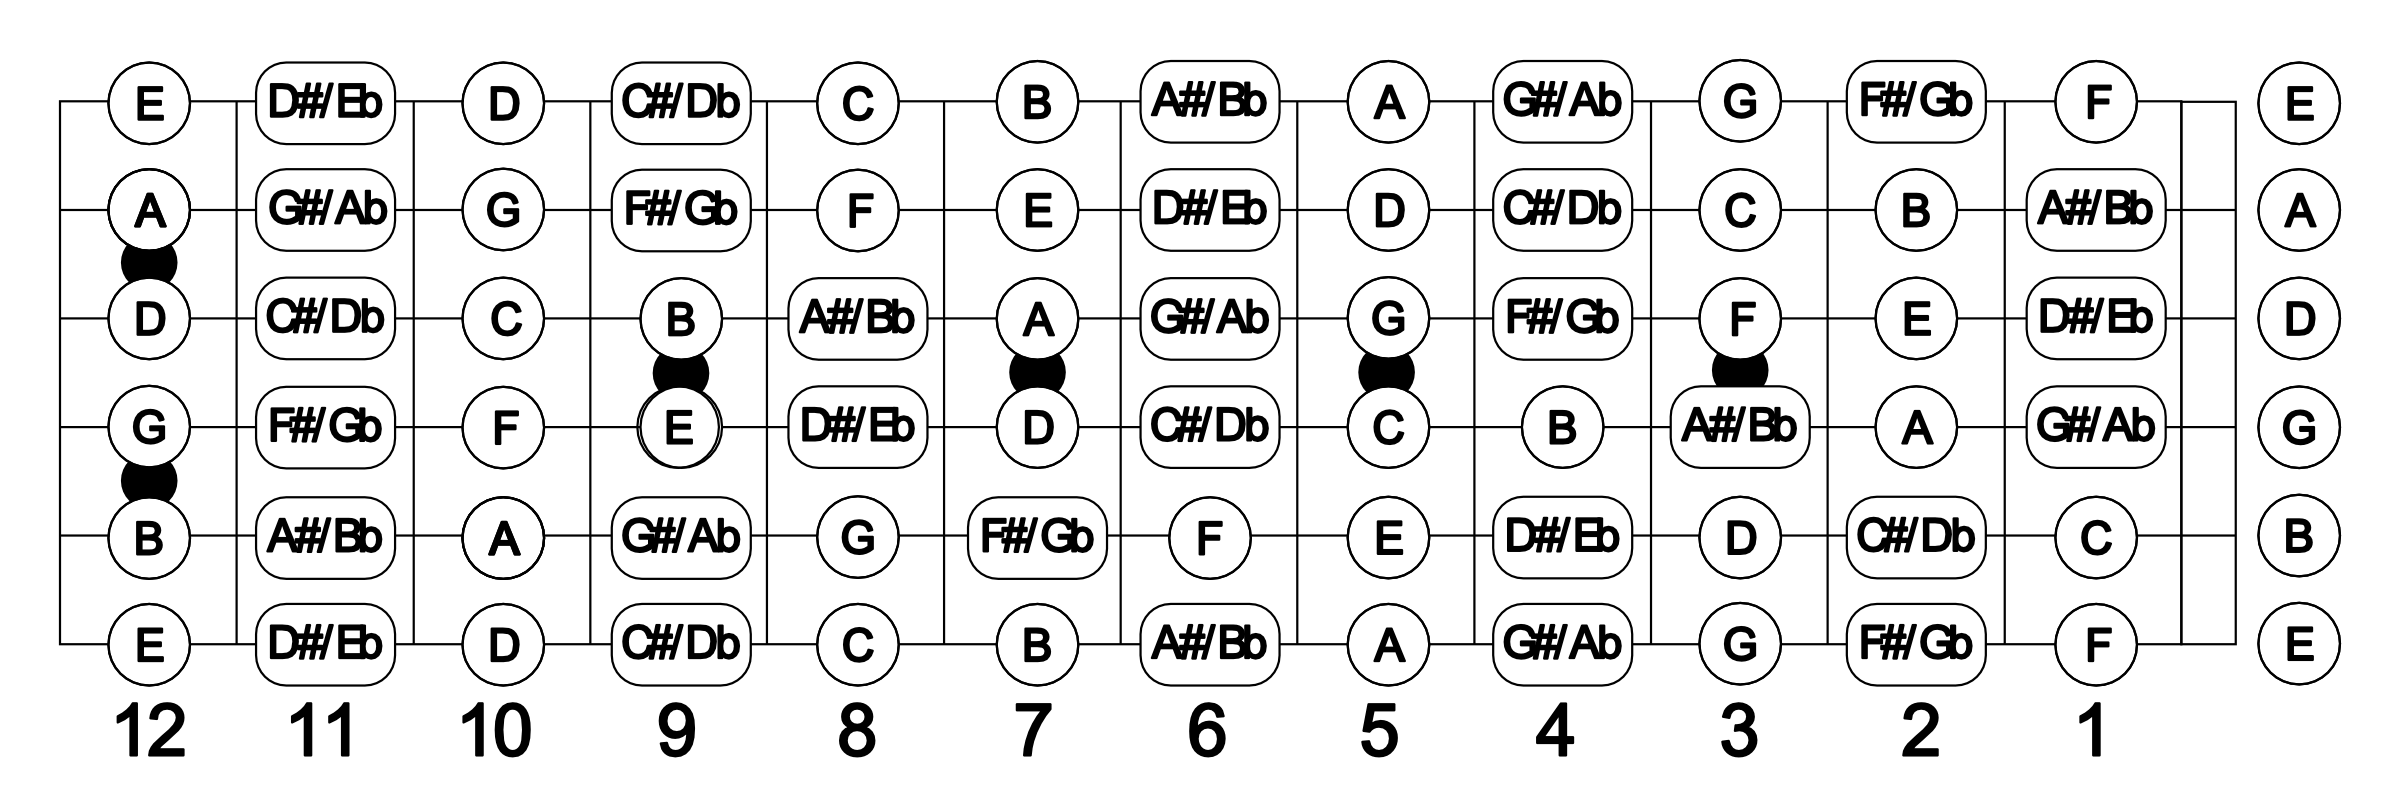 E D#/Eb D C#/Db C B A#/Bb A G#/Ab G F#/Gb F E
A G#/Ab G F#/Gb F E D#/Eb D C#/Db C B A#/Bb A
D C#/Db C B A#/Bb A G#/Ab G F#/Gb F E D#/Eb D
G F#/Gb F E D#/Eb D C#/Db C B A#/Bb A G#/Ab G
B A#/Bb A G#/Ab G F#/Gb F E D#/Eb D C#/Db C B
E D#/Eb D C#/Db C B A#/Bb A G#/Ab G F#/Gb F E
12 11 10 9 8 7 6 5 4 3 2 1